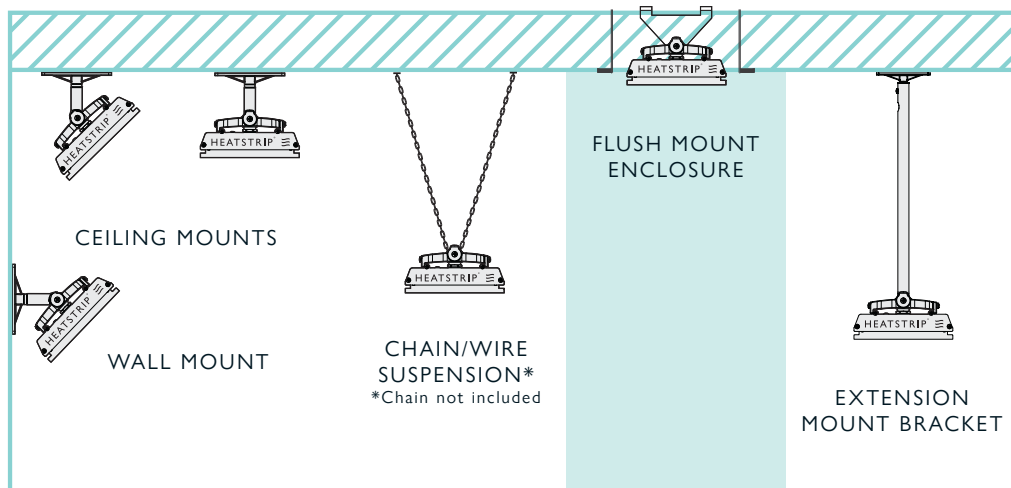 HEATSTRIP®
HEATSTRIP®
HEATSTRIP®
HEATSTRIP®
FLUSH MOUNT
ENCLOSURE
CEILING MOUNTS
HEATSTRIP®
HEATSTRIP®
WALL MOUNT
CHAIN/WIRE
SUSPENSION*
*Chain not included
HEATSTRIP®
EXTENSION
MOUNT BRACKET